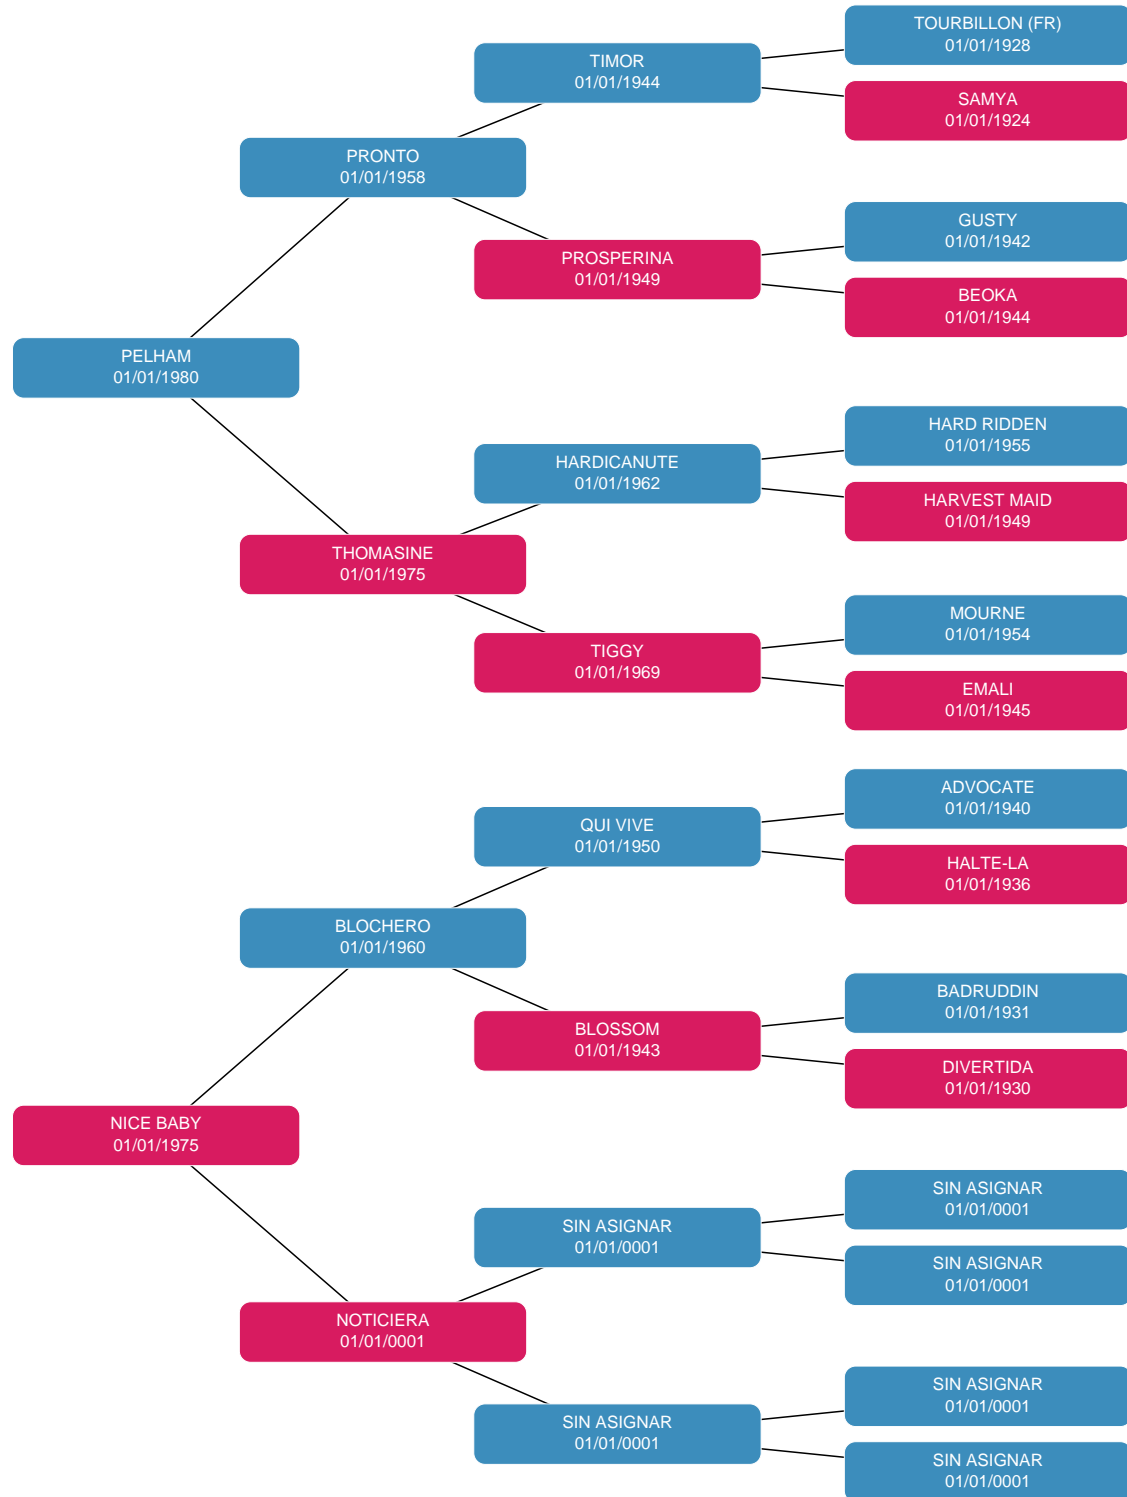 TOURBILLON (FR)
01/01/1928
TIMOR
01/01/1944
SAMYA
01/01/1924
PRONTO
01/01/1958
GUSTY
01/01/1942
PROSPERINA
01/01/1949
BEOKA
01/01/1944
PELHAM
01/01/1980
HARD RIDDEN
01/01/1955
HARDICANUTE
01/01/1962
HARVEST MAID
01/01/1949
THOMASINE
01/01/1975
MOURNE
01/01/1954
TIGGY
01/01/1969
EMALI
01/01/1945
ADVOCATE
01/01/1940
QUI VIVE
01/01/1950
HALTE-LA
01/01/1936
BLOCHERO
01/01/1960
BADRUDDIN
01/01/1931
BLOSSOM
01/01/1943
DIVERTIDA
01/01/1930
NICE BABY
01/01/1975
SIN ASIGNAR
01/01/0001
SIN ASIGNAR
01/01/0001
SIN ASIGNAR
01/01/0001
NOTICIERA
01/01/0001
SIN ASIGNAR
01/01/0001
SIN ASIGNAR
01/01/0001
SIN ASIGNAR
01/01/0001